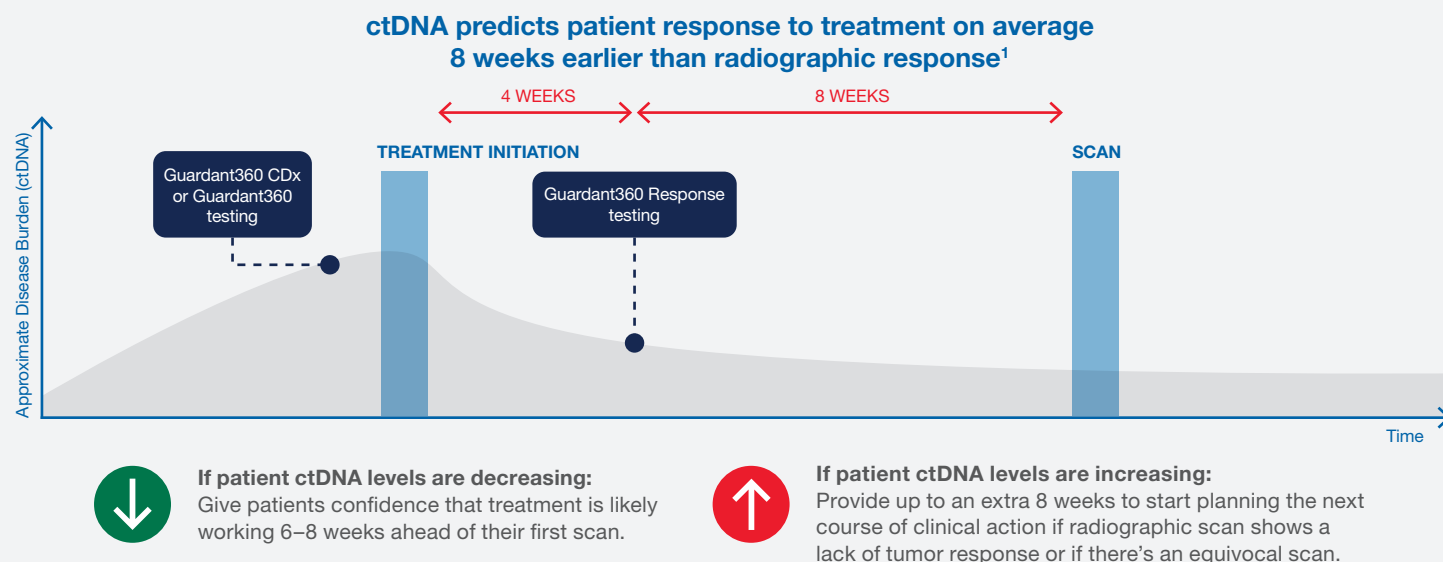 ctDNA predicts patient response to treatment on average
8 weeks earlier than radiographic response¹
4 WEEKS
8 WEEKS
Approximate Disease Burden (ctDNA)
TREATMENT INITIATION
SCAN
Guardant360 CDx
or Guardant360
testing
Guardant360 Response
testing
Time
If patient ctDNA levels are decreasing:
Give patients confidence that treatment is likely
working 6–8 weeks ahead of their first scan.
If patient ctDNA levels are increasing:
Provide up to an extra 8 weeks to start planning the next
course of clinical action if radiographic scan shows a
lack of tumor response or if there's an equivocal scan.